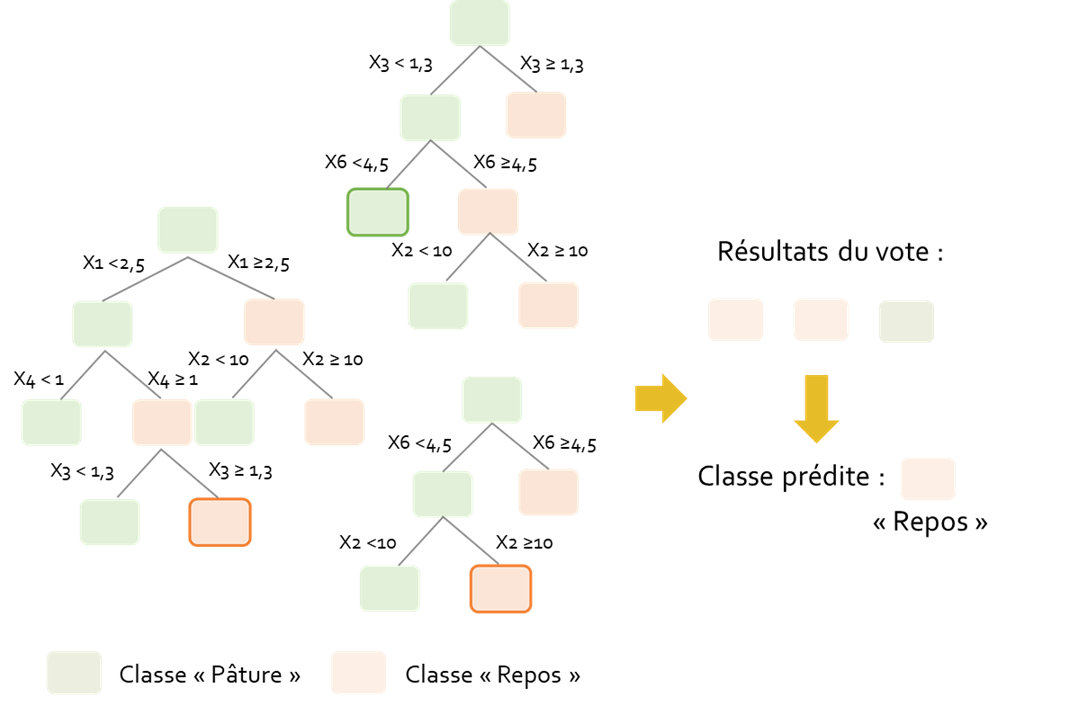 X3 < 1,3
X3 ≥ 1,3
X6 <4,5
X6 ≥4,5
X2 < 10
X2 ≥ 10
X1 <2,5
X1 ≥2,5
X4 < 1
X4 ≥ 1
X2 < 10
X2 ≥ 10
X3 < 1,3
X3 ≥ 1,3
X6 <4,5
X6 ≥4,5
X2 <10
X2 ≥10
Résultats du vote :
Classe prédite :
« Repos »
Classe « Pâture »
Classe « Repos »